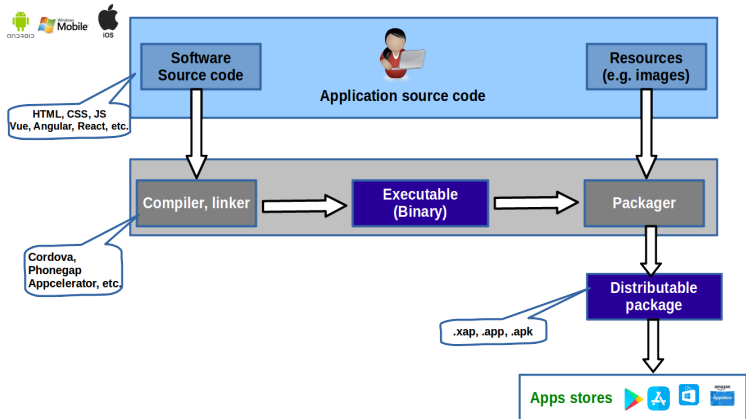 ANDROID
Windows
Mobile
iOS
Software
Source code
Resources
(e.g. images)
Application source code
HTML, CSS, JS
Vue, Angular, React, etc.
Compiler, linker
Executable
(Binary)
Packager
Cordova,
Phonegap
Appcelerator, etc.
Distributable
package
.xap, .app, .apk
Apps stores
amazon
Appstore